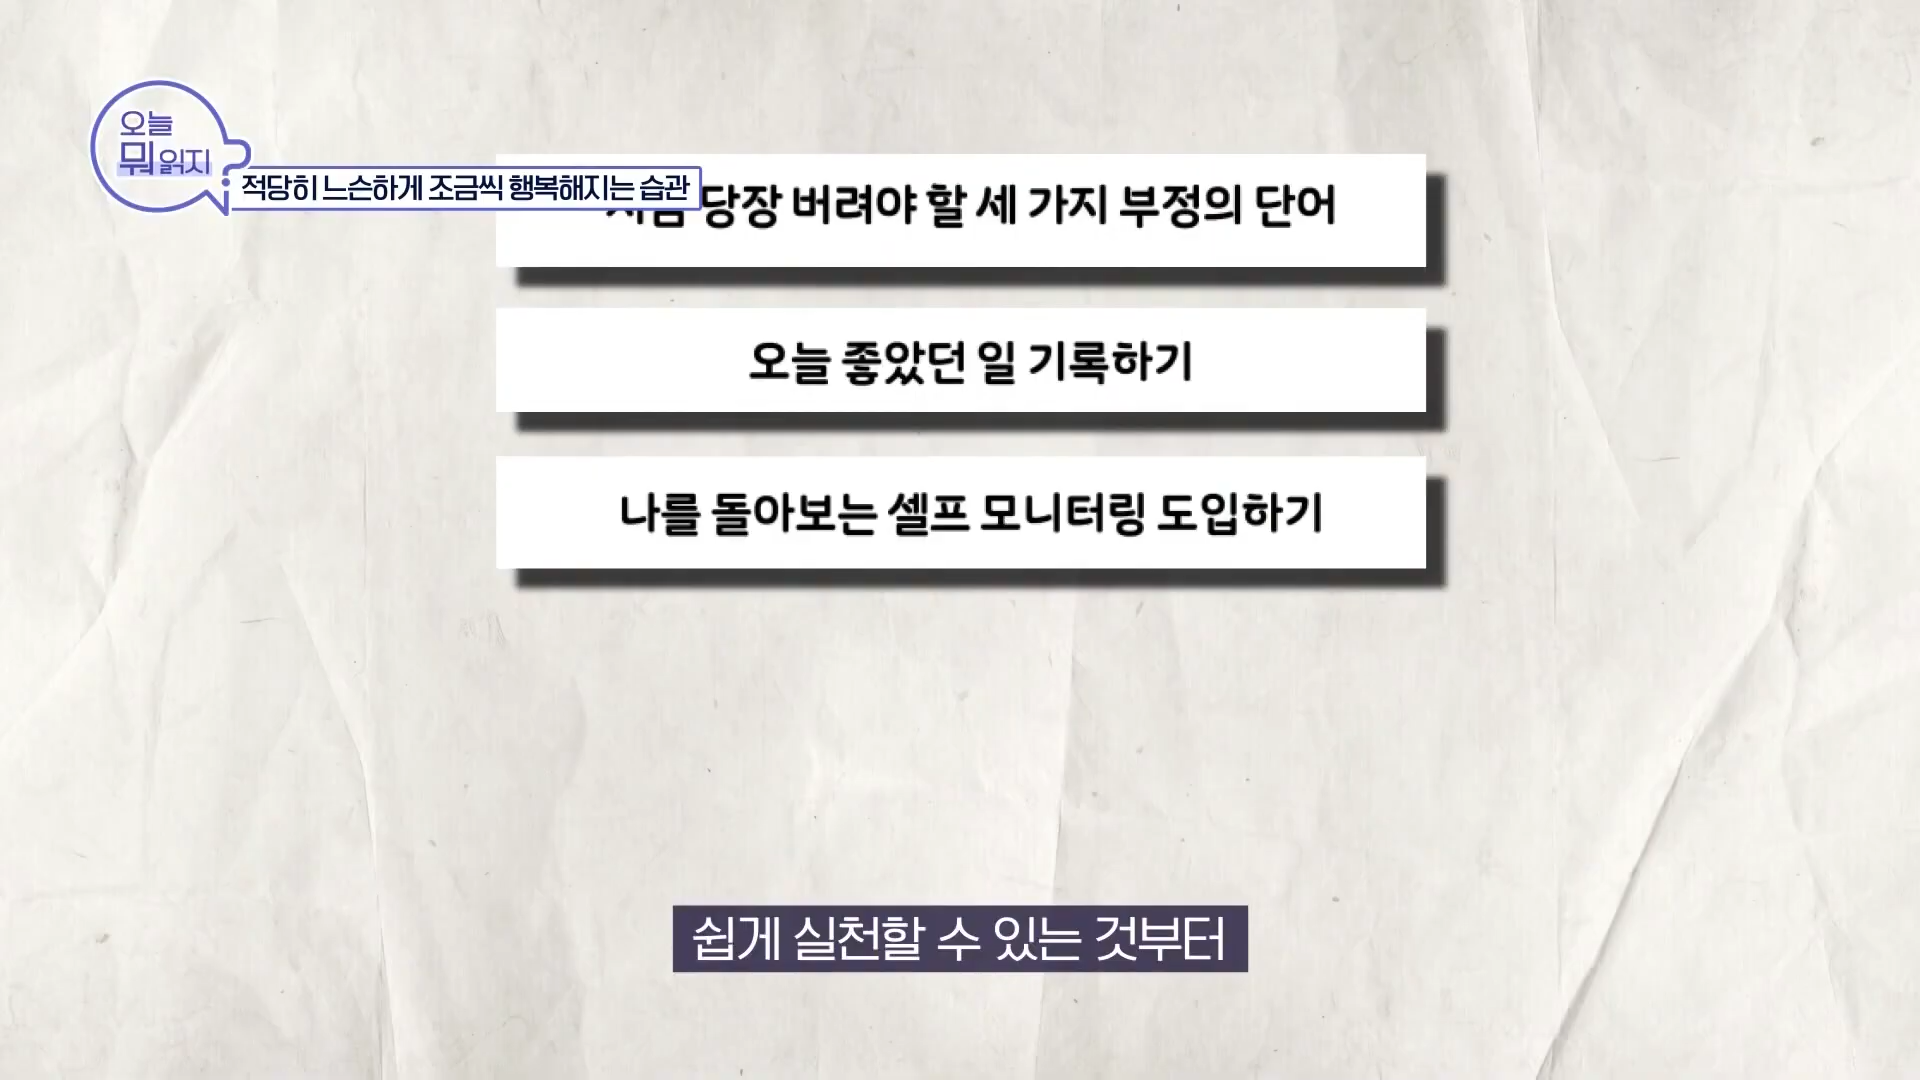 오늘
뭐 읽지?
적당히 느슨하게 조금씩 행복해지는 습관
당장 버려야 할 세 가지 부정의 단어
오늘 좋았던 일 기록하기
나를 돌아보는 셀프 모니터링 도입하기
쉽게 실천할 수 있는 것부터